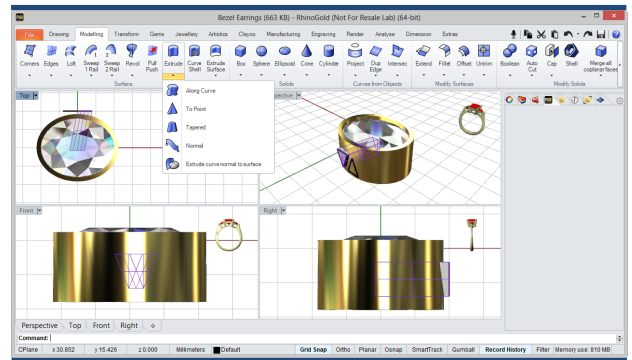 RG Bezel Earrings (663 KB) - RhinoGold (Not For Resale Lab) (64-bit)
File Drawing Modelling Transform Gems Jewellery Artistics Clayoo Manufacturing Engraving Render Analyse Dimension Extras
Corners Edges Loft Sweep 1 Rail Sweep 2 Rail Revol Pull Push Extrude Curve Shell Extrude Surface Box Sphere Ellipsoid Cone Cylinder Project Dup Edge Intersec Extend Fillet Offset Untrim Boolean Auto Cut Cap Shell Merge all coplanar faces
Surface Solids Curves from Objects Modify Surfaces Modify Solids
Along Curve
To Point
Tapered
Normal
Extrude curve normal to surface
Top
pective
Front
Right
Perspective Top Front Right
Command:
CPlane x 30.852 y 15.426 z 0.000 Millimeters Default Grid Snap Ortho Planar Osnap SmartTrack Gumball Record History Filter Memory use: 810 MB